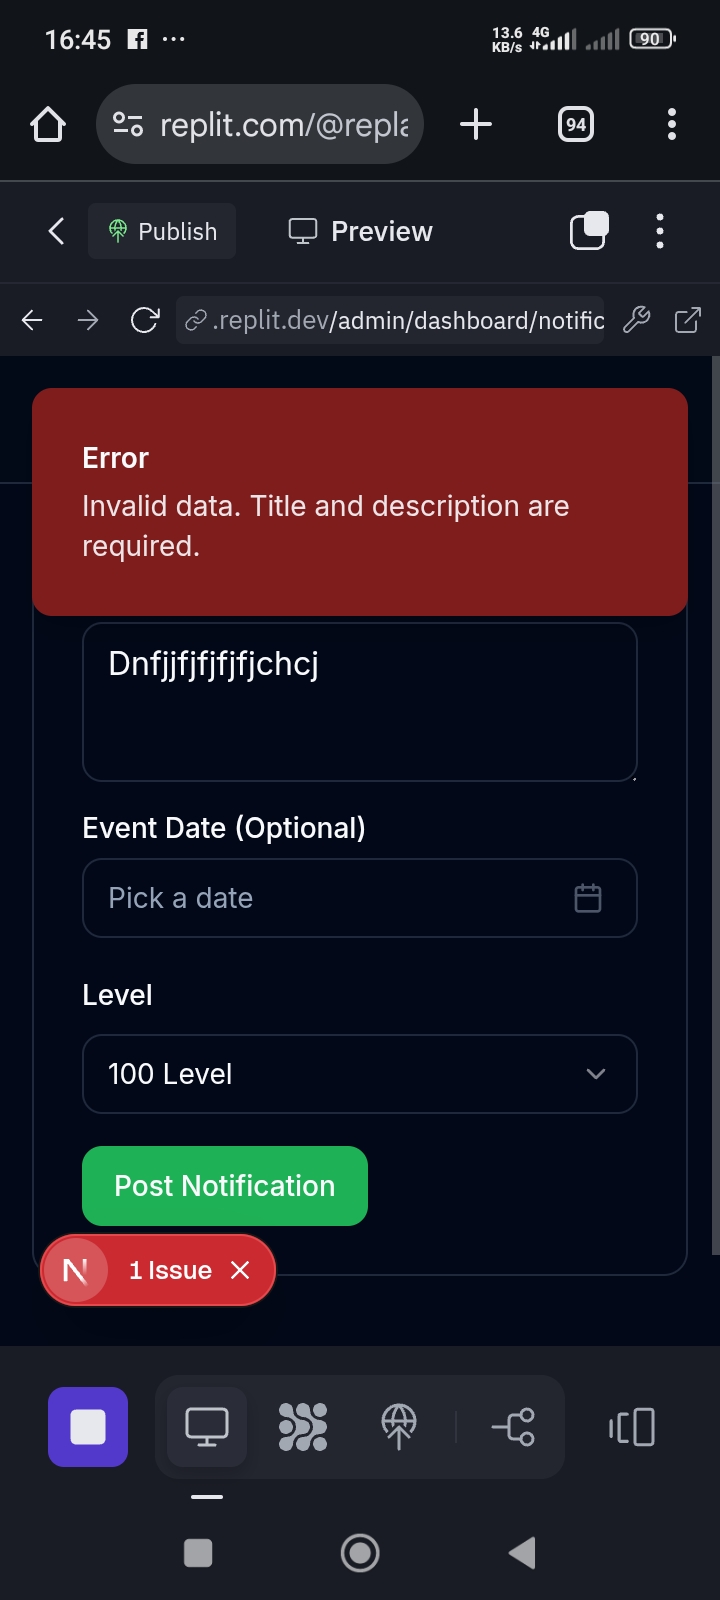 16:45
13.6
KB/s
4G
90
replit.com/@repla
94
Publish
Preview
.replit.dev/admin/dashboard/notific
Error
Invalid data. Title and description are
required.
Dnfjjfjfjfjfjchcj
Event Date (Optional)
Pick a date
Level
100 Level
Post Notification
N
1 Issue